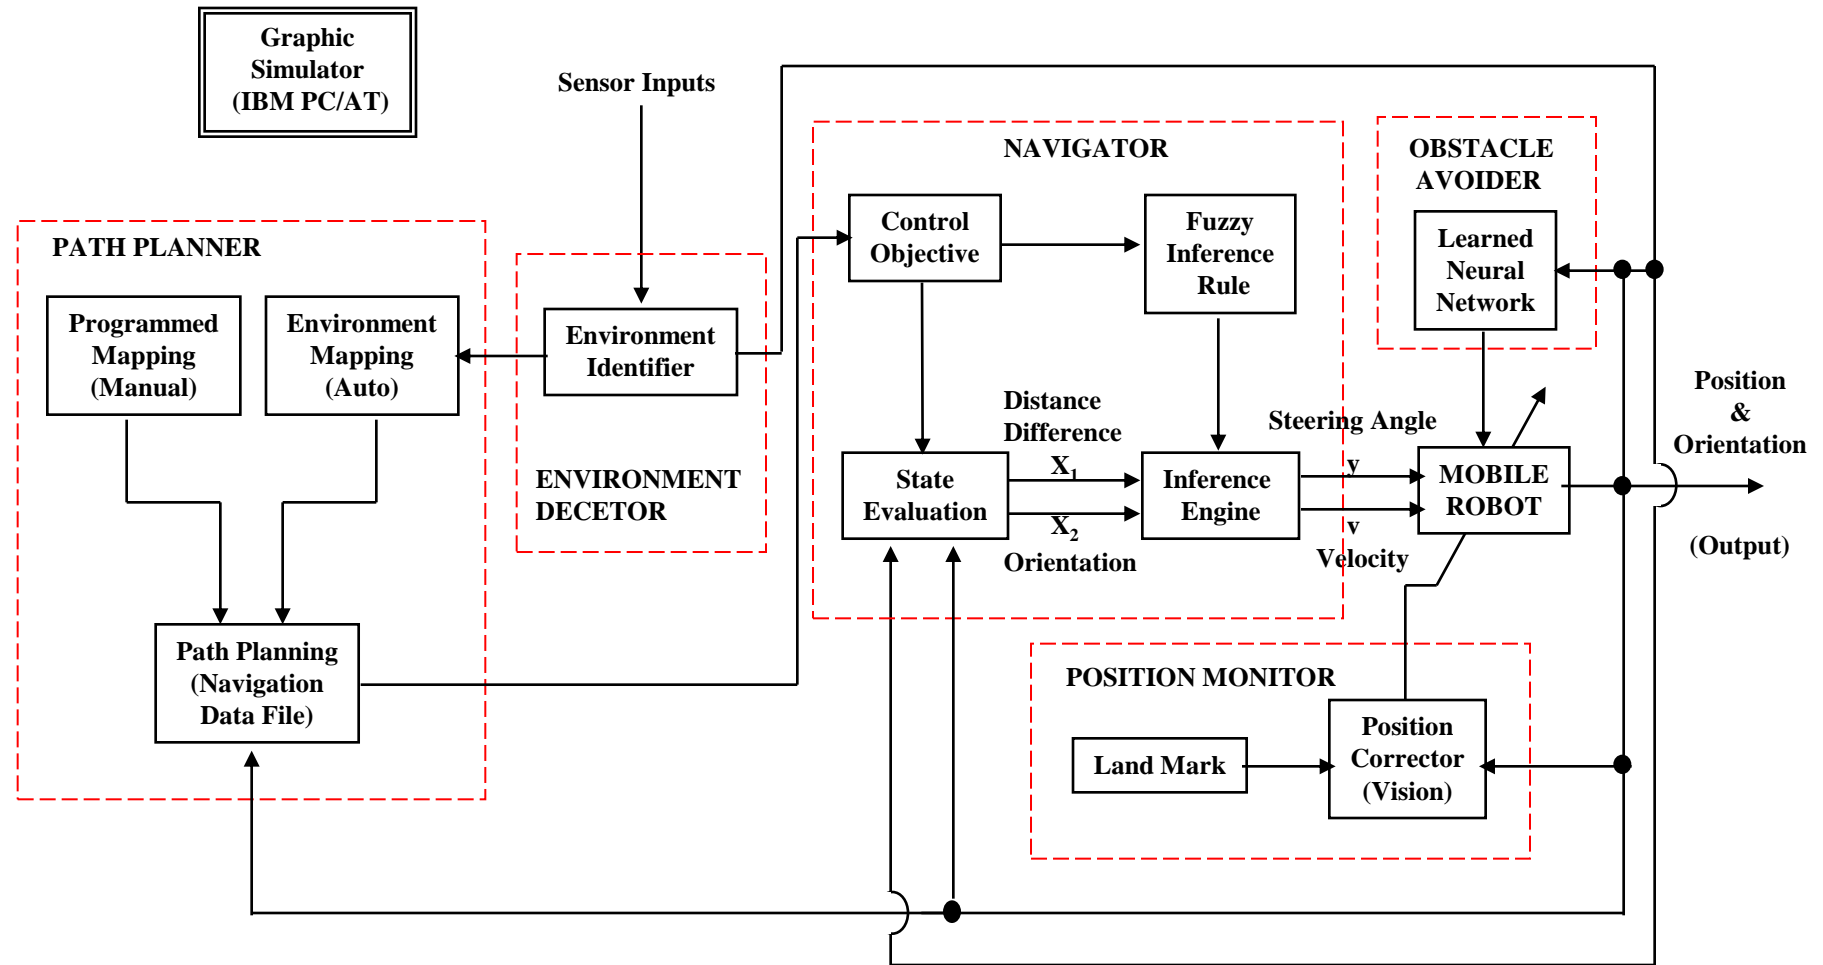 Graphic
Simulator
(IBM PC/AT)
Sensor Inputs
NAVIGATOR
OBSTACLE
AVOIDER
Control
Objective
Fuzzy
Inference
Rule
Learned
Neural
Network
PATH PLANNER
Programmed
Mapping
(Manual)
Environment
Mapping
(Auto)
Environment
Identifier
ENVIRONMENT
DECETOR
Distance
Difference
X₁
X₂
Orientation
State
Evaluation
Inference
Engine
Steering Angle
y
v
Velocity
MOBILE
ROBOT
Position
&
Orientation
(Output)
Path Planning
(Navigation
Data File)
POSITION MONITOR
Land Mark
Position
Corrector
(Vision)